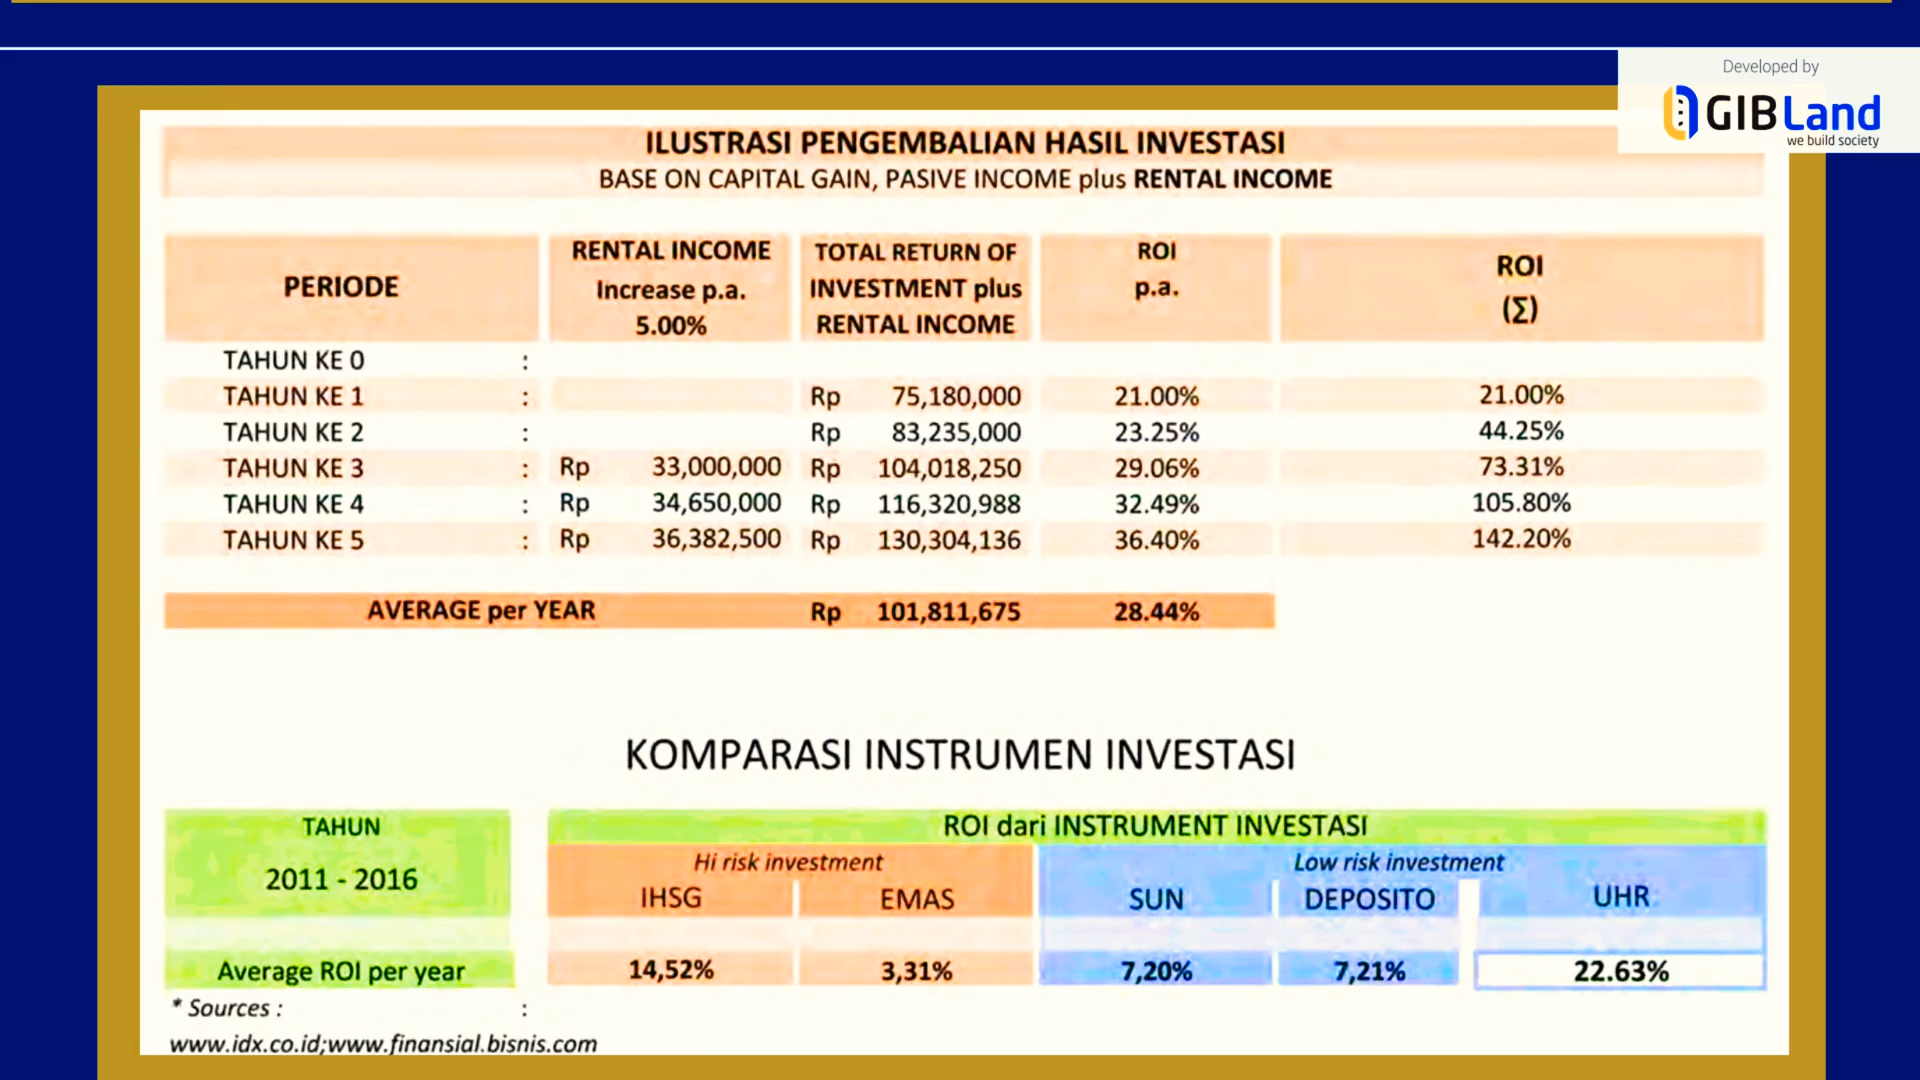 Developed by
GIBLand
we build society
ILUSTRASI PENGEMBALIAN HASIL INVESTASI
BASE ON CAPITAL GAIN, PASIVE INCOME plus RENTAL INCOME
PERIODE
RENTAL INCOME
Increase p.a.
5.00%
TOTAL RETURN OF
INVESTMENT plus
RENTAL INCOME
ROI
p.a.
ROI
(Σ)
TAHUN KE 0 :
TAHUN KE 1 : Rp 75,180,000 21.00% 21.00%
TAHUN KE 2 : Rp 83,235,000 23.25% 44.25%
TAHUN KE 3 : Rp 33,000,000 Rp 104,018,250 29.06% 73.31%
TAHUN KE 4 : Rp 34,650,000 Rp 116,320,988 32.49% 105.80%
TAHUN KE 5 : Rp 36,382,500 Rp 130,304,136 36.40% 142.20%
AVERAGE per YEAR Rp 101,811,675 28.44%
KOMPARASI INSTRUMEN INVESTASI
TAHUN
2011 - 2016
ROI dari INSTRUMENT INVESTASI
Hi risk investment Low risk investment
IHSG EMAS SUN DEPOSITO UHR
Average ROI per year 14,52% 3,31% 7,20% 7,21% 22.63%
* Sources : :
www.idx.co.id;www.finansial.bisnis.com